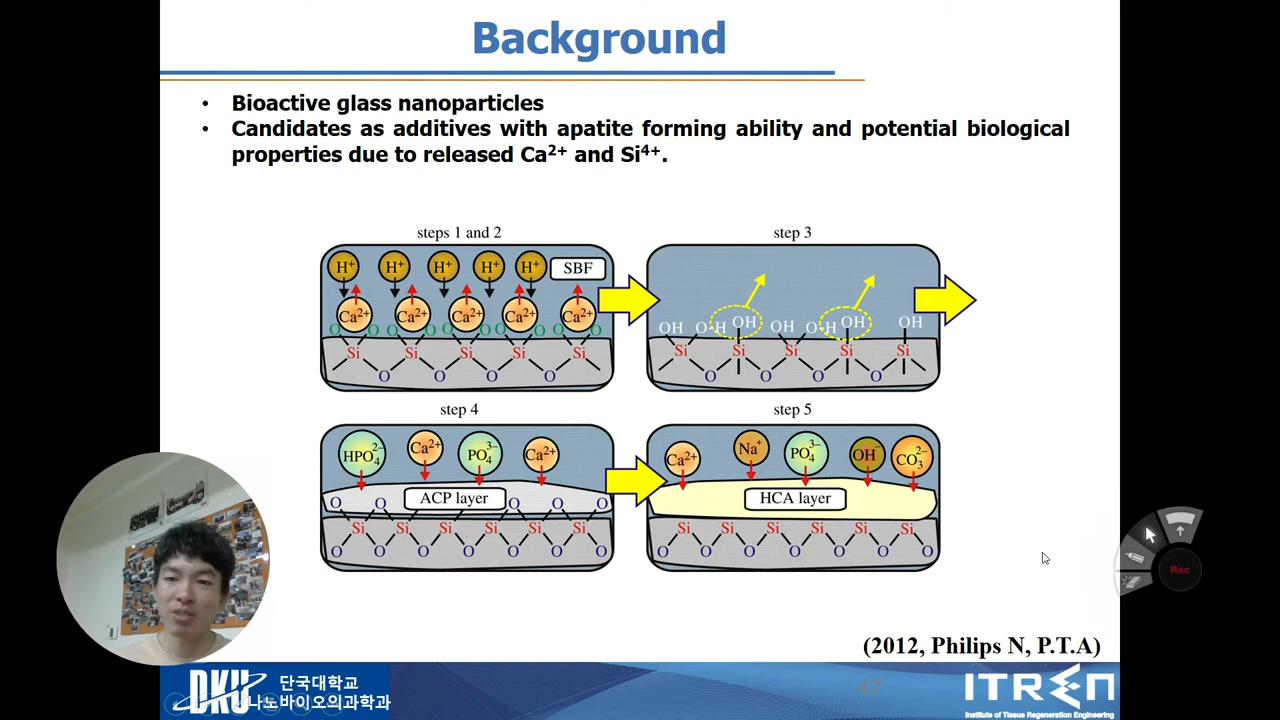 Background
• Bioactive glass nanoparticles
• Candidates as additives with apatite forming ability and potential biological
properties due to released Ca²⁺ and Si⁴⁺.
steps 1 and 2
H⁺ H⁺ H⁺ H⁺ H⁺ SBF
Ca²⁺ Ca²⁺ Ca²⁺ Ca²⁺ Ca²⁺
O O O O O O O O O O
Si Si Si Si Si
O O O O
step 3
OH O-H OH OH O-H OH OH
Si Si Si Si Si
O O O O
step 4
HPO₄²⁻ Ca²⁺ PO₄³⁻ Ca²⁺
ACP layer
O O O O O O
Si Si Si Si Si
O O O O O O
step 5
Ca²⁺ Na⁺ PO₄³⁻ OH⁻ CO₃²⁻
HCA layer
Si Si Si Si Si Si
O O O O O O O
Rec
(2012, Philips N, P.T.A)
DKU 단국대학교
나노바이오의과학과
47
ITREN
Institute of Tissue Regeneration Engineering